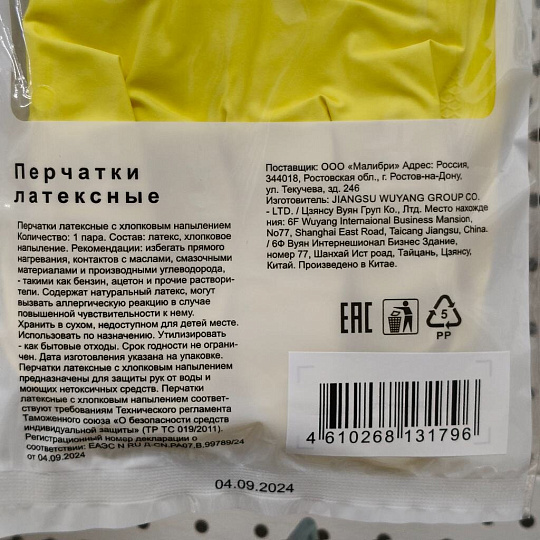 Перчатки
латексные
Перчатки латексные с хлопковым напылением
Количество: 1 пара. Состав: латекс, хлопковое
напыление. Рекомендации: избегать прямого
нагревания, контактов с маслами, смазочными
материалами и производными углеводорода,
- такими как бензин, ацетон и прочие раствори-
тели. Содержат натуральный латекс, могут
вызвать аллергическую реакцию в случае
повышенной чувствительности к нему.
Хранить в сухом, недоступном для детей месте.
Использовать по назначению. Утилизировать
- как бытовые отходы. Срок годности не ограни-
чен. Дата изготовления указана на упаковке.
Перчатки латексные с хлопковым напылением
предназначены для защиты рук от воды и
моющих нетоксичных средств. Перчатки
латексные с хлопковым напылением соответ-
ствуют требованиям Технического регламента
Таможенного союза «О безопасности средств
индивидуальной защиты» (ТР ТС 019/2011).
Регистрационный номер декларации о
соответствии: ЕАЭС N RU Д-CN.РА07.В.99789/24
от 04.09.2024
Поставщик: ООО «Малибри» Адрес: Россия,
344018, Ростовская обл., г. Ростов-на-Дону,
ул. Текучева, зд. 246
Изготовитель: JIANGSU WUYANG GROUP CO.
- LTD. / Цзянсу Вуян Груп Ко., Лтд. Место нахожде
ния: 6F Wuyang Internaional Business Mansion,
No77, Shanghai East Road, Taicang Jiangsu, China.
/ 6Ф Вуян Интернешионал Бизнес Здание,
номер 77, Шанхай Ист роад, Тайцань, Цзянсу,
Китай. Произведено в Китае.
EAC
5
PP
4 610268 131796
04.09.2024